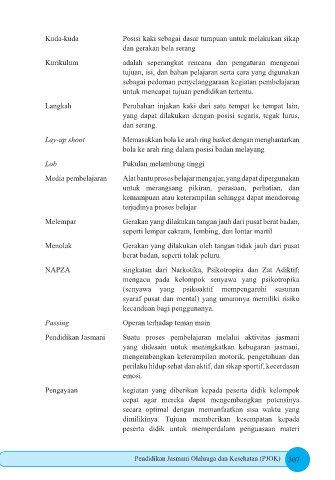 Kuda-kuda Posisi kaki sebagai dasar tumpuan untuk melakukan sikap
dan gerakan bela serang
Kurikulum adalah seperangkat rencana dan pengaturan mengenai
tujuan, isi, dan bahan pelajaran serta cara yang digunakan
sebagai pedoman penyelanggaraan kegiatan pembelajaran
untuk mencapai tujuan pendidikan tertentu.
Langkah Perubahan injakan kaki dari satu tempat ke tempat lain,
yang dapat dilakukan dengan posisi segaris, tegak lurus,
dan serang.
Lay-up shoot Memasukkan bola ke arah ring basket dengan menghantarkan
bola ke arah ring dalam posisi badan melayang
Lob Pukulan melambung tinggi
Media pembelajaran Alat bantu proses belajar mengajar, yang dapat dipergunakan
untuk merangsang pikiran, perasaan, perhatian, dan
kemampuan atau keterampilan sehingga dapat mendorong
terjadinya proses belajar
Melempar Gerakan yang dilakukan tangan jauh dari pusat berat badan,
seperti lempar cakram, lembing, dan lontar martil
Menolak Gerakan yang dilakukan oleh tangan tidak jauh dari pusat
berat badan, seperti tolak peluru
NAPZA singkatan dari Narkotika, Psikotropira dan Zat Adiktif;
mengacu pada kelompok senyawa yang psikotropika
(senyawa yang psikoaktif mempengaruhi susunan
syaraf pusat dan mental) yang umumnya memiliki risiko
kecanduan bagi penggunanya.
Passing Operan terhadap teman main
Pendidikan Jasmani Suatu proses pembelajaran melalui aktivitas jasmani
yang didesain untuk meningkatkan kebugaran jasmani,
mengembangkan keterampilan motorik, pengetahuan dan
perilaku hidup sehat dan aktif, dan sikap sportif, kecerdasan
emosi.
Pengayaan kegiatan yang diberikan kepada peserta didik kelompok
cepat agar mereka dapat mengembangkan potensinya
secara optimal dengan memanfaatkan sisa waktu yang
dimilikinya. Tujuan memberikan kesempatan kepada
peserta didik untuk memperdalam penguasaan materi
Pendidikan Jasmani Olahraga dan Kesehatan (PJOK) 307